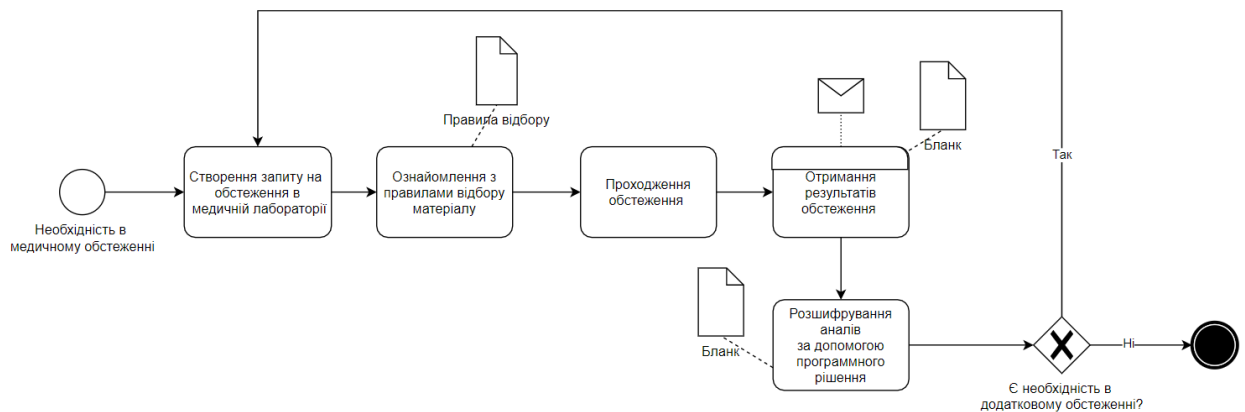 Правила відбору
Бланк
Так
Створення запиту на
обстеження в
медичній лабораторії
Ознайомлення з
правилами відбору
матеріалу
Проходження
обстеження
Отримання
результатів
обстеження
Необхідність в
медичному обстеженні
Бланк
Розшифрування
аналів
за допомогою
программного
рішення
Ні
Є необхідність в
додатковому обстеженні?